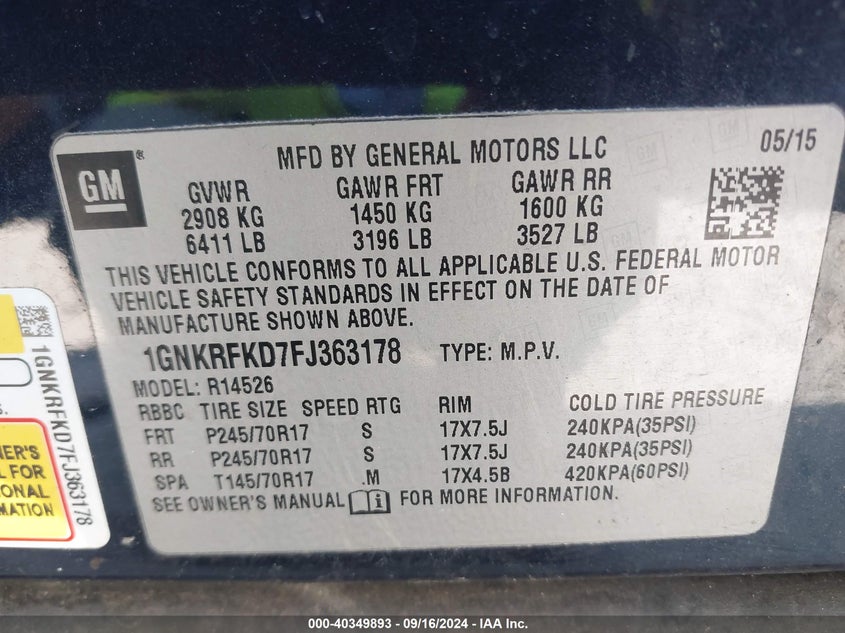 GM
®
MFD BY GENERAL MOTORS LLC
05/15
GVWR GAWR FRT GAWR RR
2908 KG 1450 KG 1600 KG
6411 LB 3196 LB 3527 LB
THIS VEHICLE CONFORMS TO ALL APPLICABLE U.S. FEDERAL MOTOR
VEHICLE SAFETY STANDARDS IN EFFECT ON THE DATE OF
MANUFACTURE SHOWN ABOVE.
1GNKRFKD7FJ363178 TYPE: M.P.V.
MODEL: R14526
RBBC TIRE SIZE SPEED RTG RIM COLD TIRE PRESSURE
FRT P245/70R17 S 17X7.5J 240KPA(35PSI)
RR P245/70R17 S 17X7.5J 240KPA(35PSI)
SPA T145/70R17 .M 17X4.5B 420KPA(60PSI)
SEE OWNER'S MANUAL i FOR MORE INFORMATION.
1GNKRFKD7FJ363178
FOR
000-40349893 - 09/16/2024 - IAA Inc.